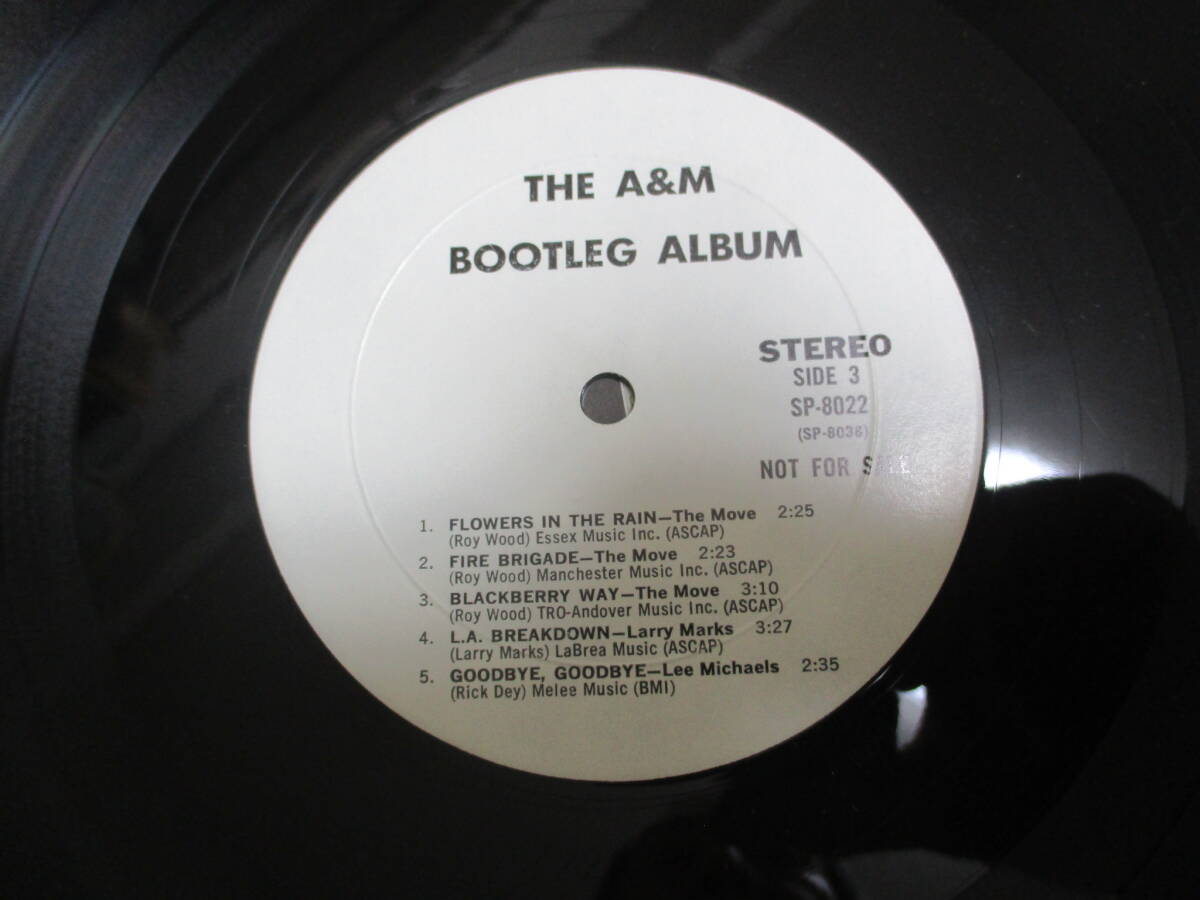 THE A&M
BOOTLEG ALBUM
STEREO
SIDE 3
SP-8022
(SP-8036)
NOT FOR SALE
1. FLOWERS IN THE RAIN—The Move 2:25
(Roy Wood) Essex Music Inc. (ASCAP)
2. FIRE BRIGADE—The Move 2:23
(Roy Wood) Manchester Music Inc. (ASCAP)
3. BLACKBERRY WAY—The Move 3:10
(Roy Wood) TRO-Andover Music Inc. (ASCAP)
4. L.A. BREAKDOWN—Larry Marks 3:27
(Larry Marks) LaBrea Music (ASCAP)
5. GOODBYE, GOODBYE—Lee Michaels 2:35
(Rick Dey) Melee Music (BMI)